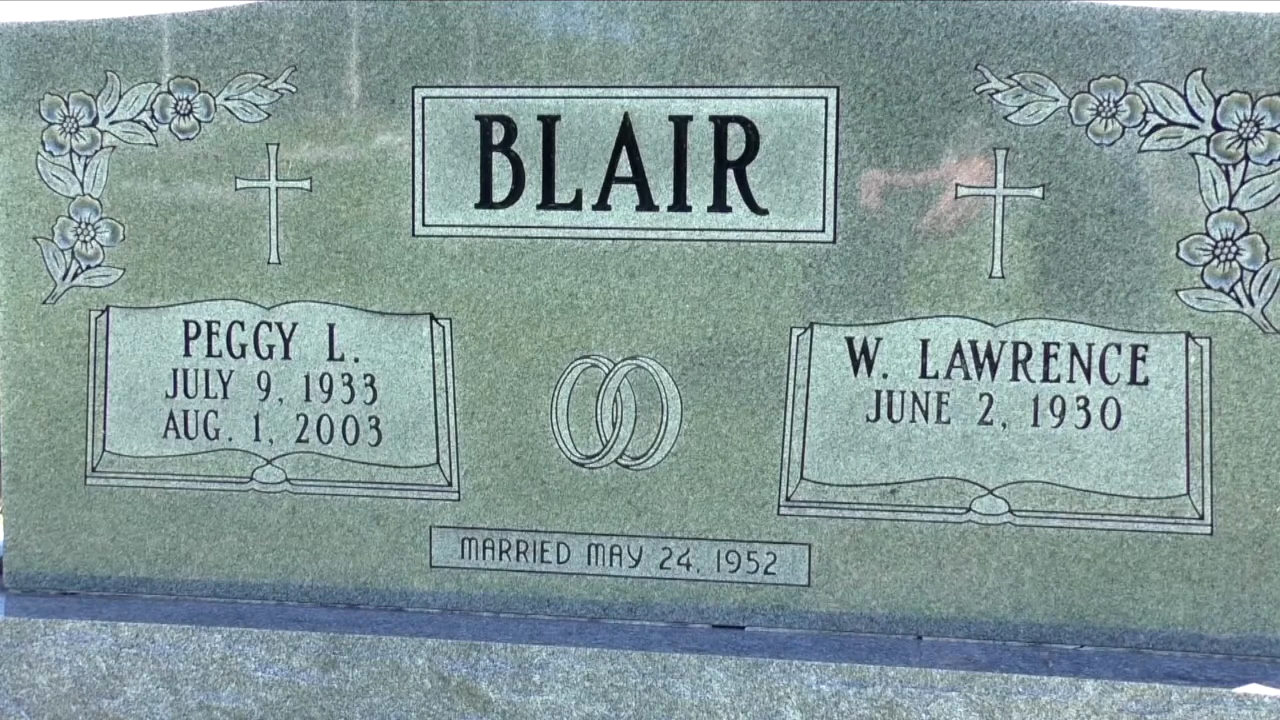 BLAIR
PEGGY L.
JULY 9, 1933
AUG. 1, 2003
W. LAWRENCE
JUNE 2, 1930
MARRIED MAY 24, 1952